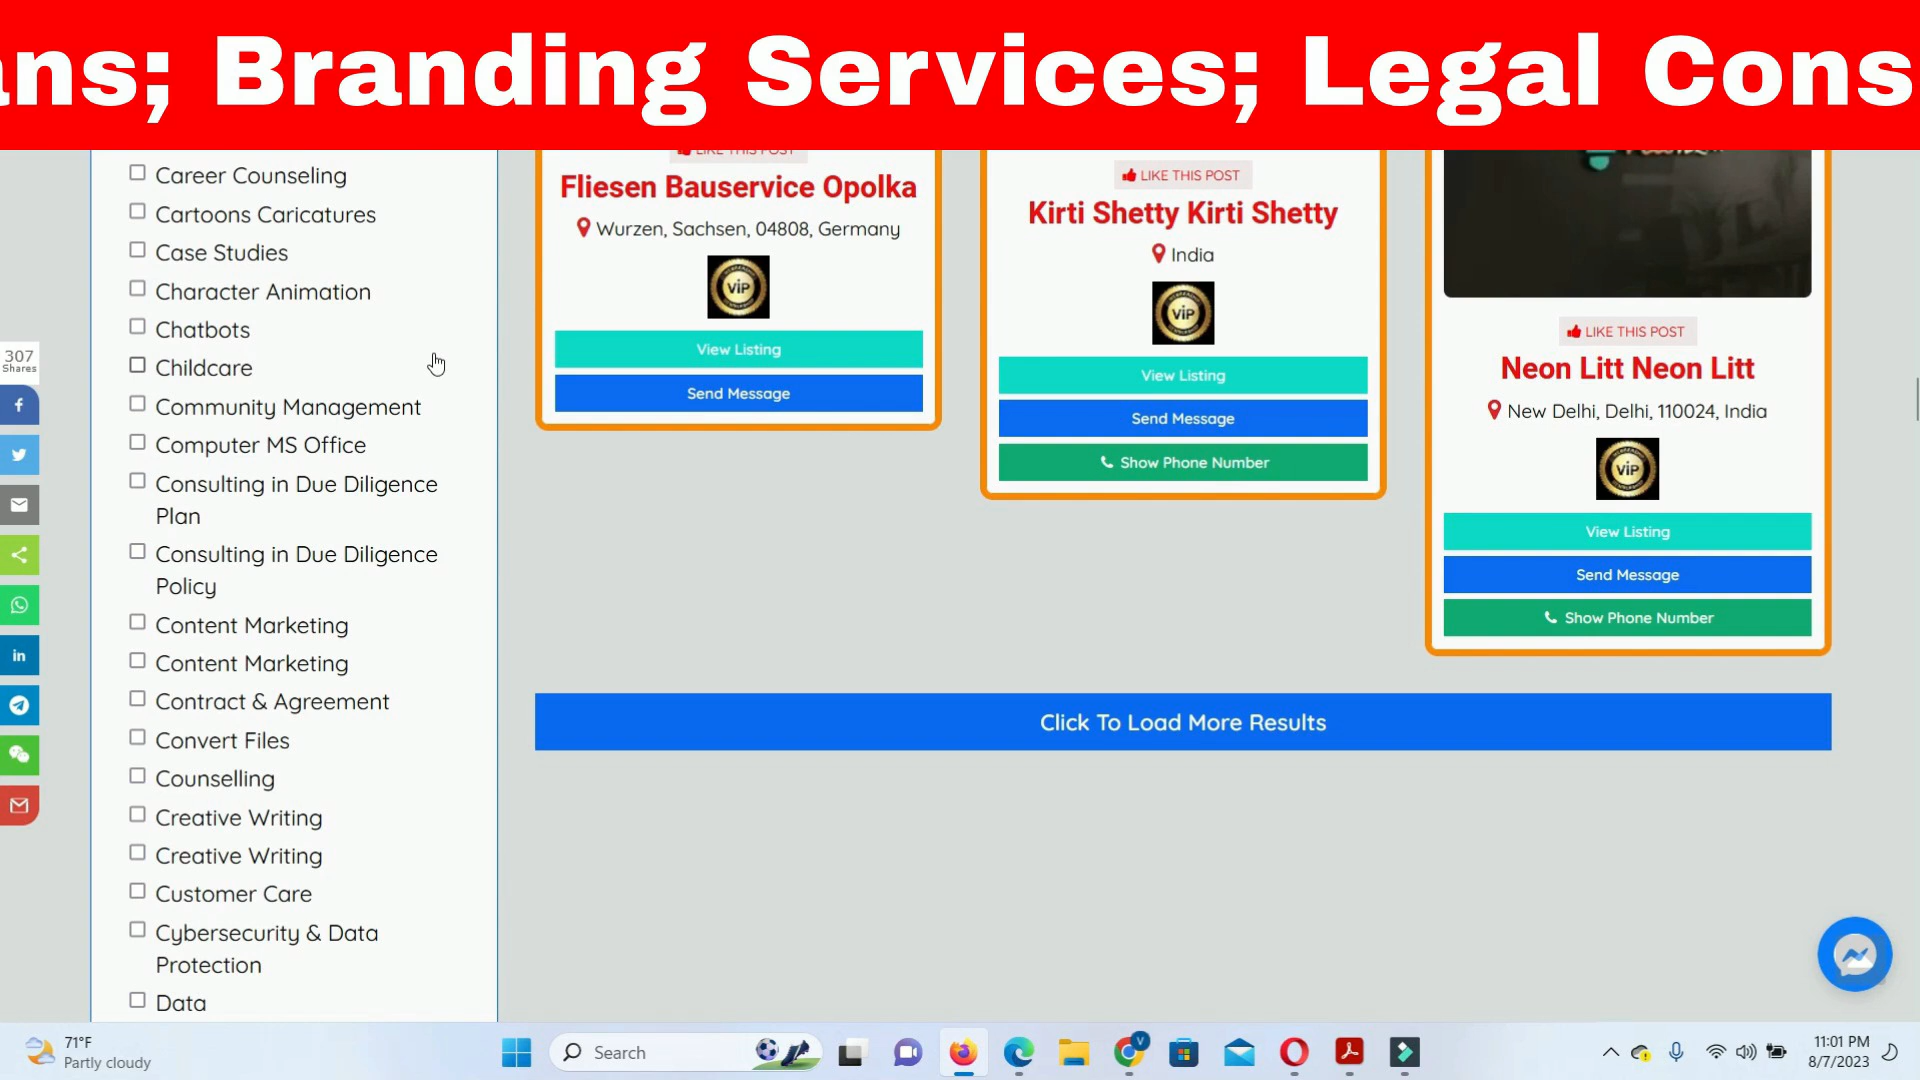 ans; Branding Services; Legal Cons
Career Counseling
Cartoons Caricatures
Case Studies
Character Animation
Chatbots
Childcare
Community Management
Computer MS Office
Consulting in Due Diligence
Plan
Consulting in Due Diligence
Policy
Content Marketing
Content Marketing
Contract & Agreement
Convert Files
Counselling
Creative Writing
Creative Writing
Customer Care
Cybersecurity & Data
Protection
Data
307
Shares
in
LIKE THIS POST
Fliesen Bauservice Opolka
Wurzen, Sachsen, 04808, Germany
VIP
View Listing
Send Message
LIKE THIS POST
Kirti Shetty Kirti Shetty
India
VIP
View Listing
Send Message
Show Phone Number
LIKE THIS POST
Neon Litt Neon Litt
New Delhi, Delhi, 110024, India
VIP
View Listing
Send Message
Show Phone Number
Click To Load More Results
71°F
Partly cloudy
Search
V
11:01 PM
8/7/2023